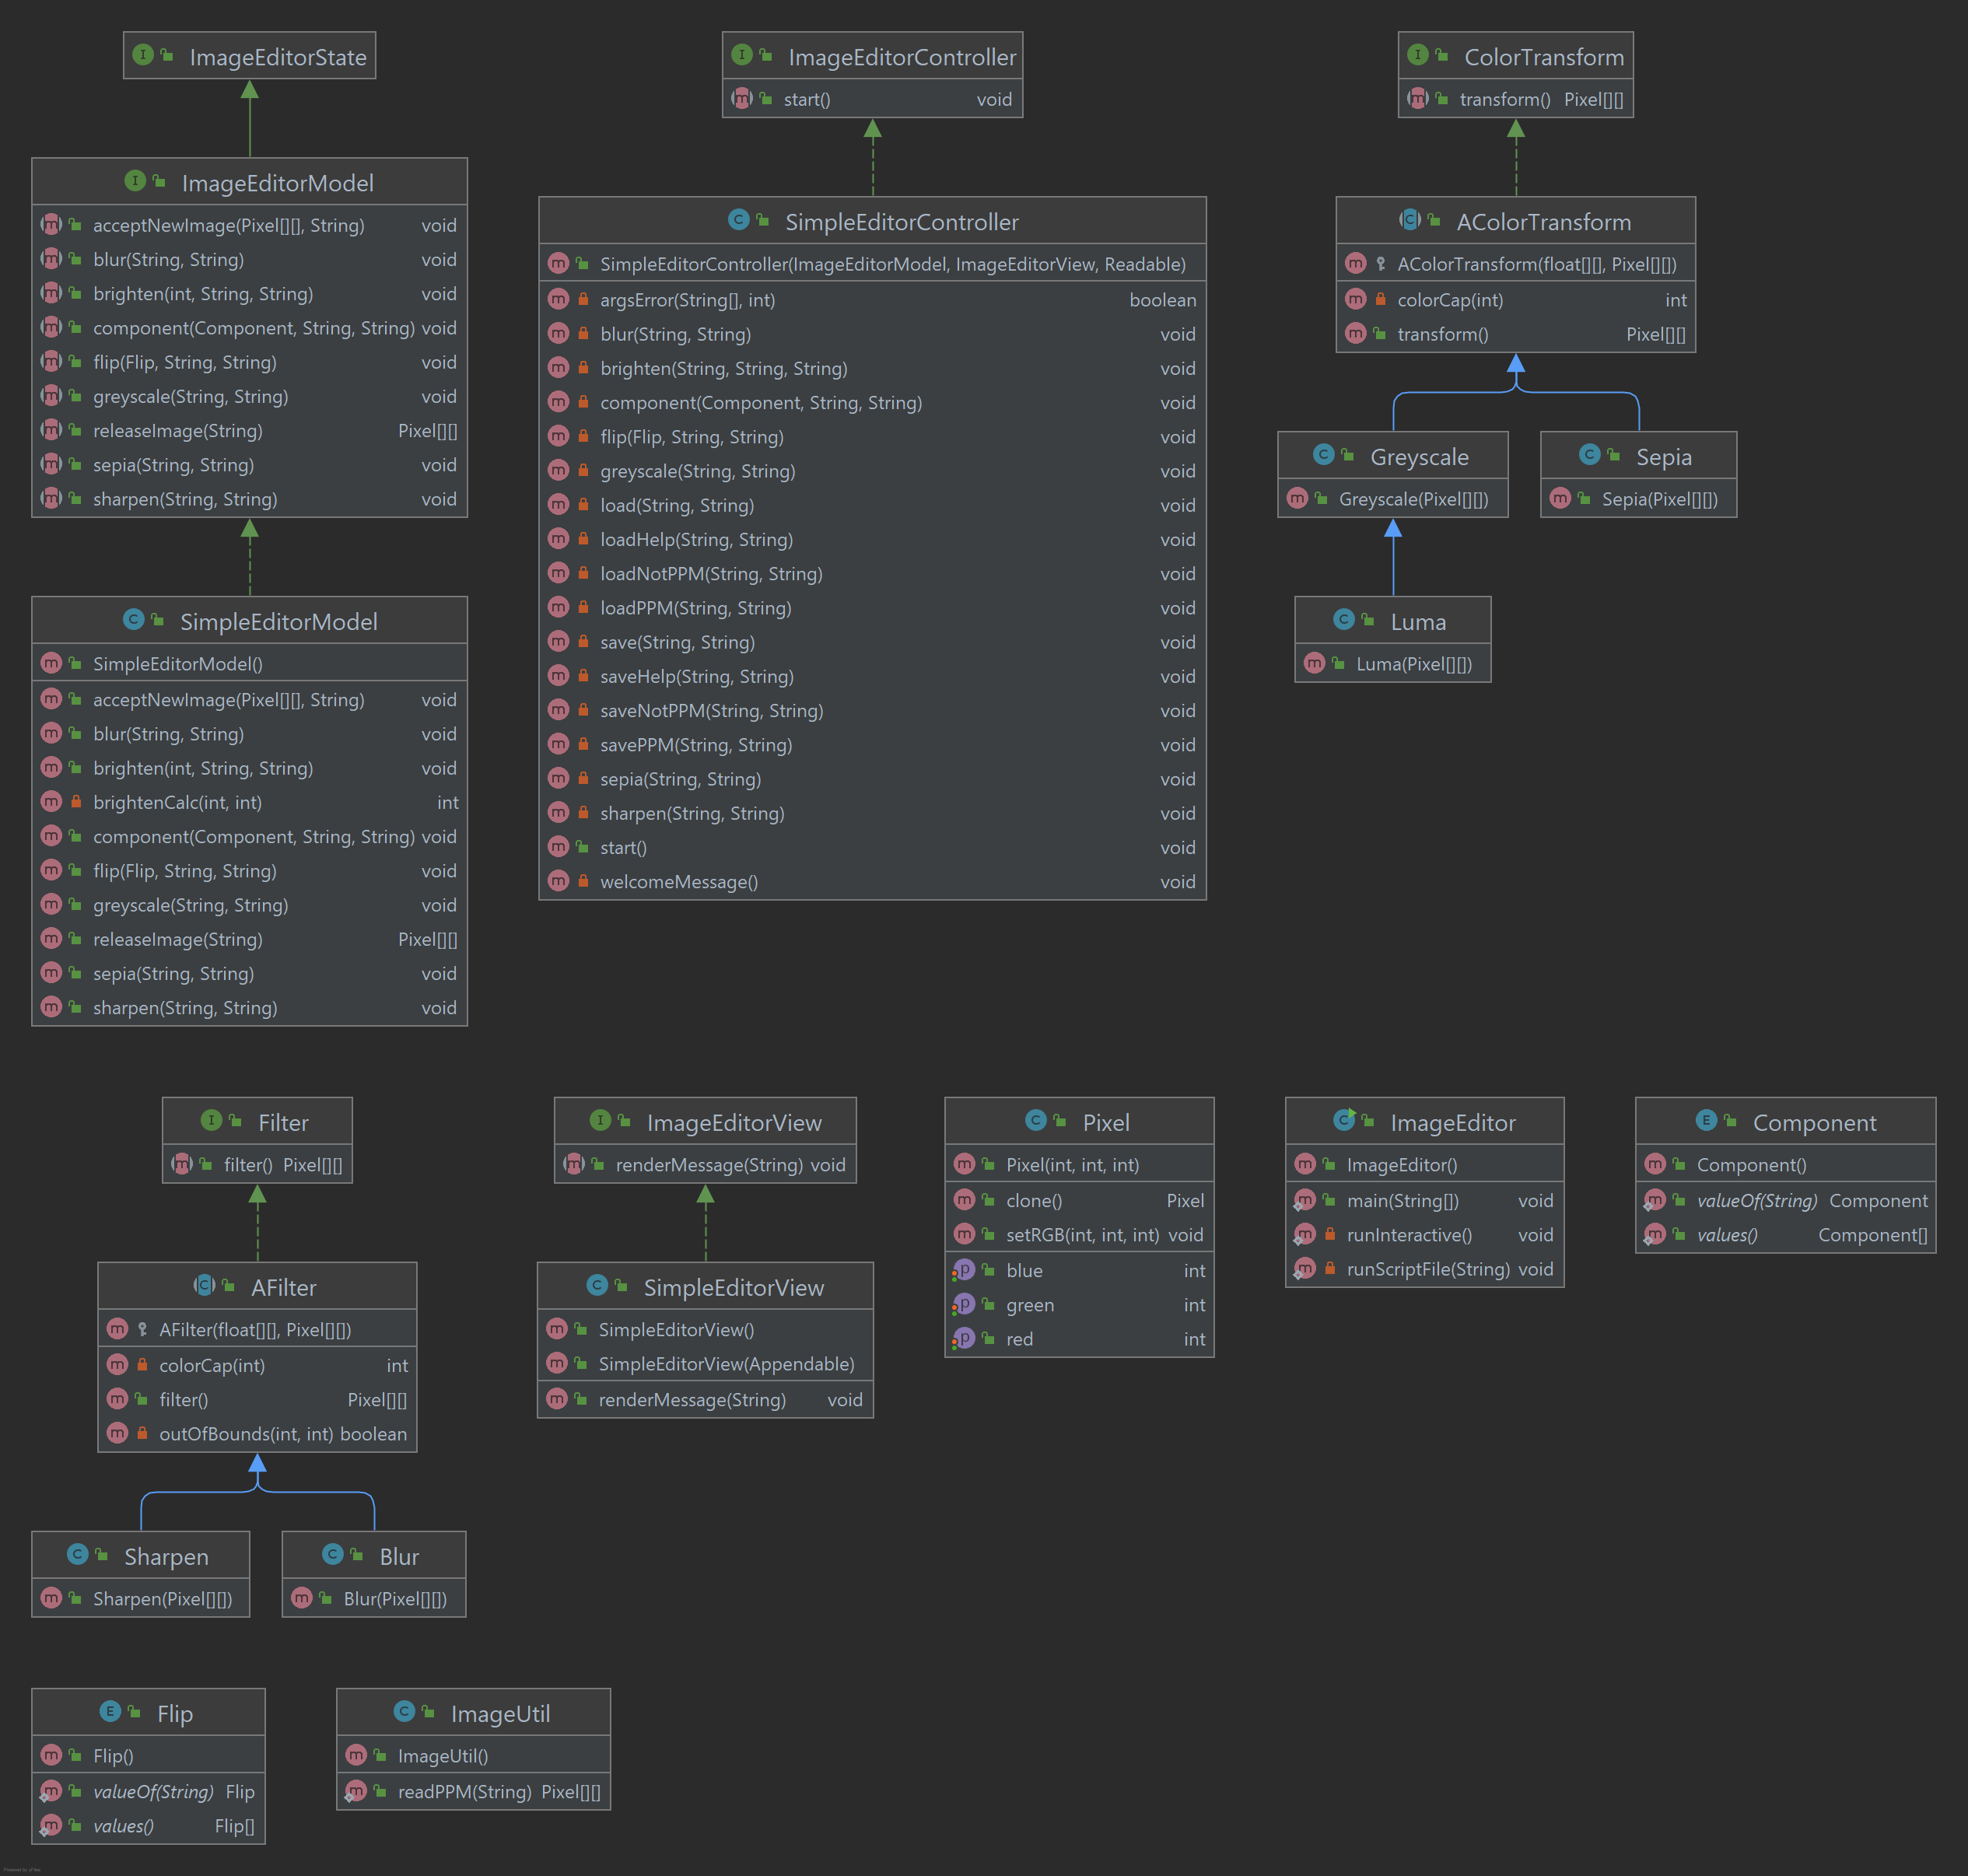 ImageEditorState
ImageEditorModel
acceptNewImage(Pixel[][], String) void
blur(String, String) void
brighten(int, String, String) void
component(Component, String, String) void
flip(Flip, String, String) void
greyscale(String, String) void
releaseImage(String) Pixel[][]
sepia(String, String) void
sharpen(String, String) void
SimpleEditorModel
SimpleEditorModel()
acceptNewImage(Pixel[][], String) void
blur(String, String) void
brighten(int, String, String) void
brightenCalc(int, int) int
component(Component, String, String) void
flip(Flip, String, String) void
greyscale(String, String) void
releaseImage(String) Pixel[][]
sepia(String, String) void
sharpen(String, String) void
ImageEditorController
start() void
SimpleEditorController
SimpleEditorController(ImageEditorModel, ImageEditorView, Readable)
argsError(String[], int) boolean
blur(String, String) void
brighten(String, String, String) void
component(Component, String, String) void
flip(Flip, String, String) void
greyscale(String, String) void
load(String, String) void
loadHelp(String, String) void
loadNotPPM(String, String) void
loadPPM(String, String) void
save(String, String) void
saveHelp(String, String) void
saveNotPPM(String, String) void
savePPM(String, String) void
sepia(String, String) void
sharpen(String, String) void
start() void
welcomeMessage() void
ColorTransform
transform() Pixel[][]
AColorTransform
AColorTransform(float[][], Pixel[][])
colorCap(int) int
transform() Pixel[][]
Greyscale
Greyscale(Pixel[][])
Sepia
Sepia(Pixel[][])
Luma
Luma(Pixel[][])
Filter
filter() Pixel[][]
AFilter
AFilter(float[][], Pixel[][])
colorCap(int) int
filter() Pixel[][]
outOfBounds(int, int) boolean
Sharpen
Sharpen(Pixel[][])
Blur
Blur(Pixel[][])
ImageEditorView
renderMessage(String) void
SimpleEditorView
SimpleEditorView()
SimpleEditorView(Appendable)
renderMessage(String) void
Pixel
Pixel(int, int, int)
clone() Pixel
setRGB(int, int, int) void
blue int
green int
red int
ImageEditor
ImageEditor()
main(String[]) void
runInteractive() void
runScriptFile(String) void
Component
Component()
valueOf(String) Component
values() Component[]
Flip
Flip()
valueOf(String) Flip
values() Flip[]
ImageUtil
ImageUtil()
readPPM(String) Pixel[][]
Powered by yFiles